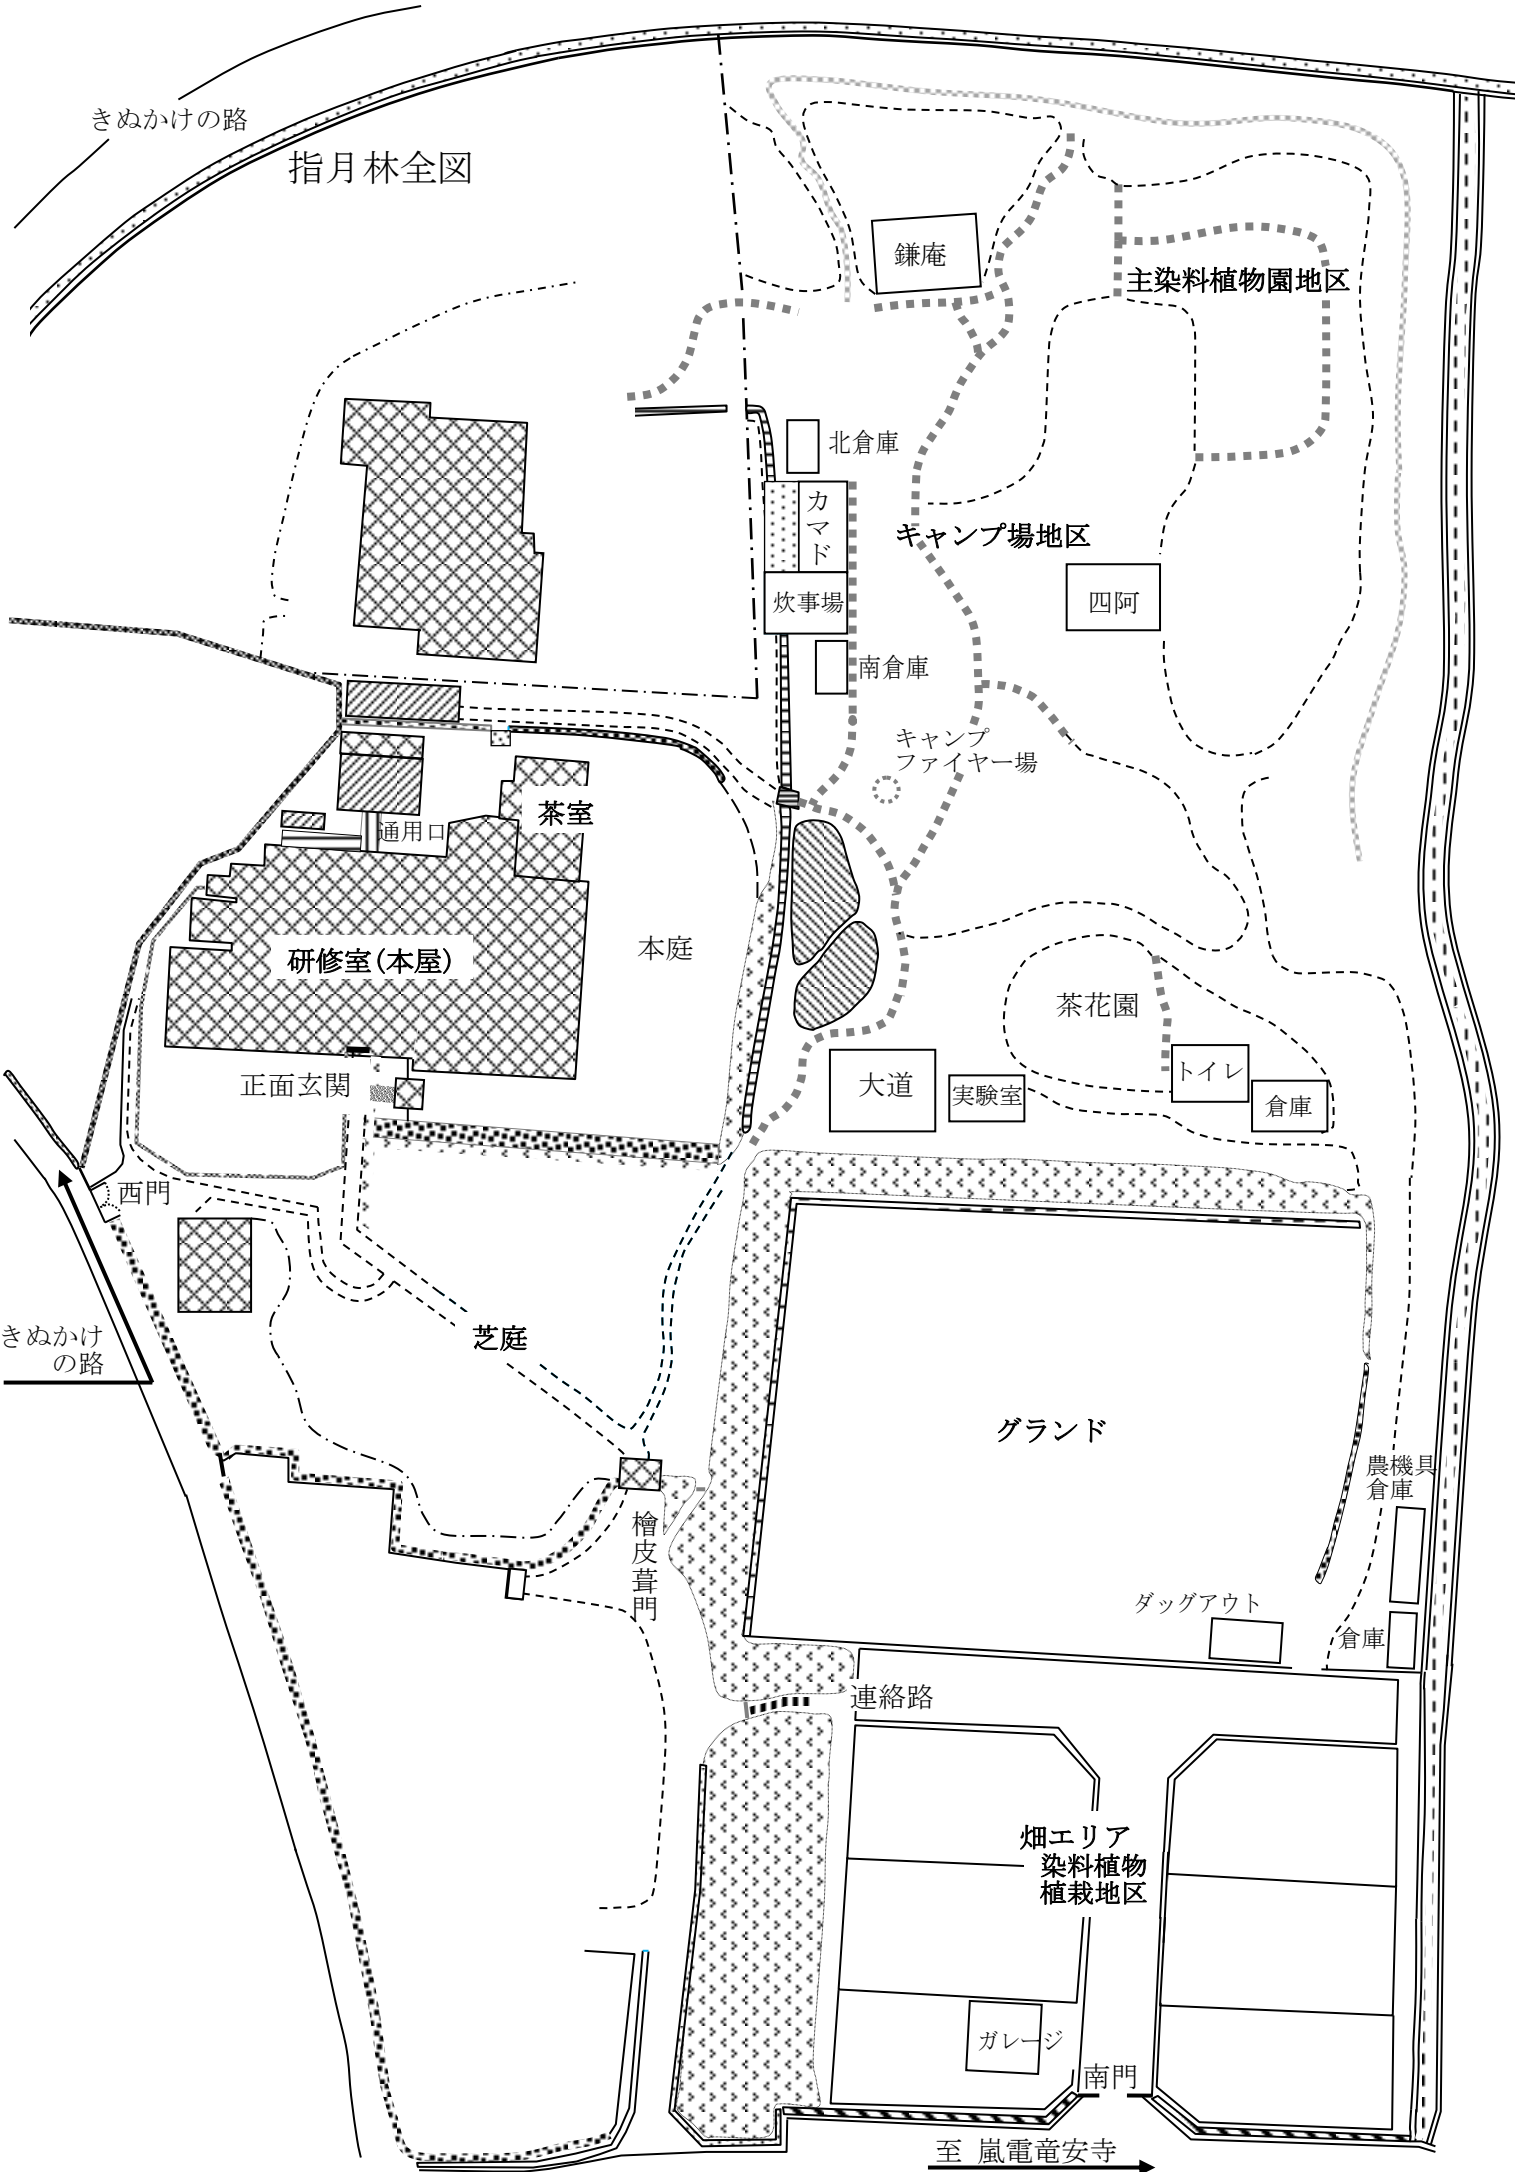 きぬかけの路
指月林全図
鎌庵
主染料植物園地区
北倉庫
カマド
キャンプ場地区
炊事場
四阿
南倉庫
キャンプ
ファイヤー場
茶室
通用口
本庭
研修室(本屋)
茶花園
正面玄関
大道
実験室
トイレ
倉庫
西門
きぬかけ
の路
芝庭
グランド
農機具
倉庫
檜皮葺門
ダッグアウト
倉庫
連絡路
畑エリア
染料植物
植栽地区
ガレージ
南門
至 嵐電竜安寺